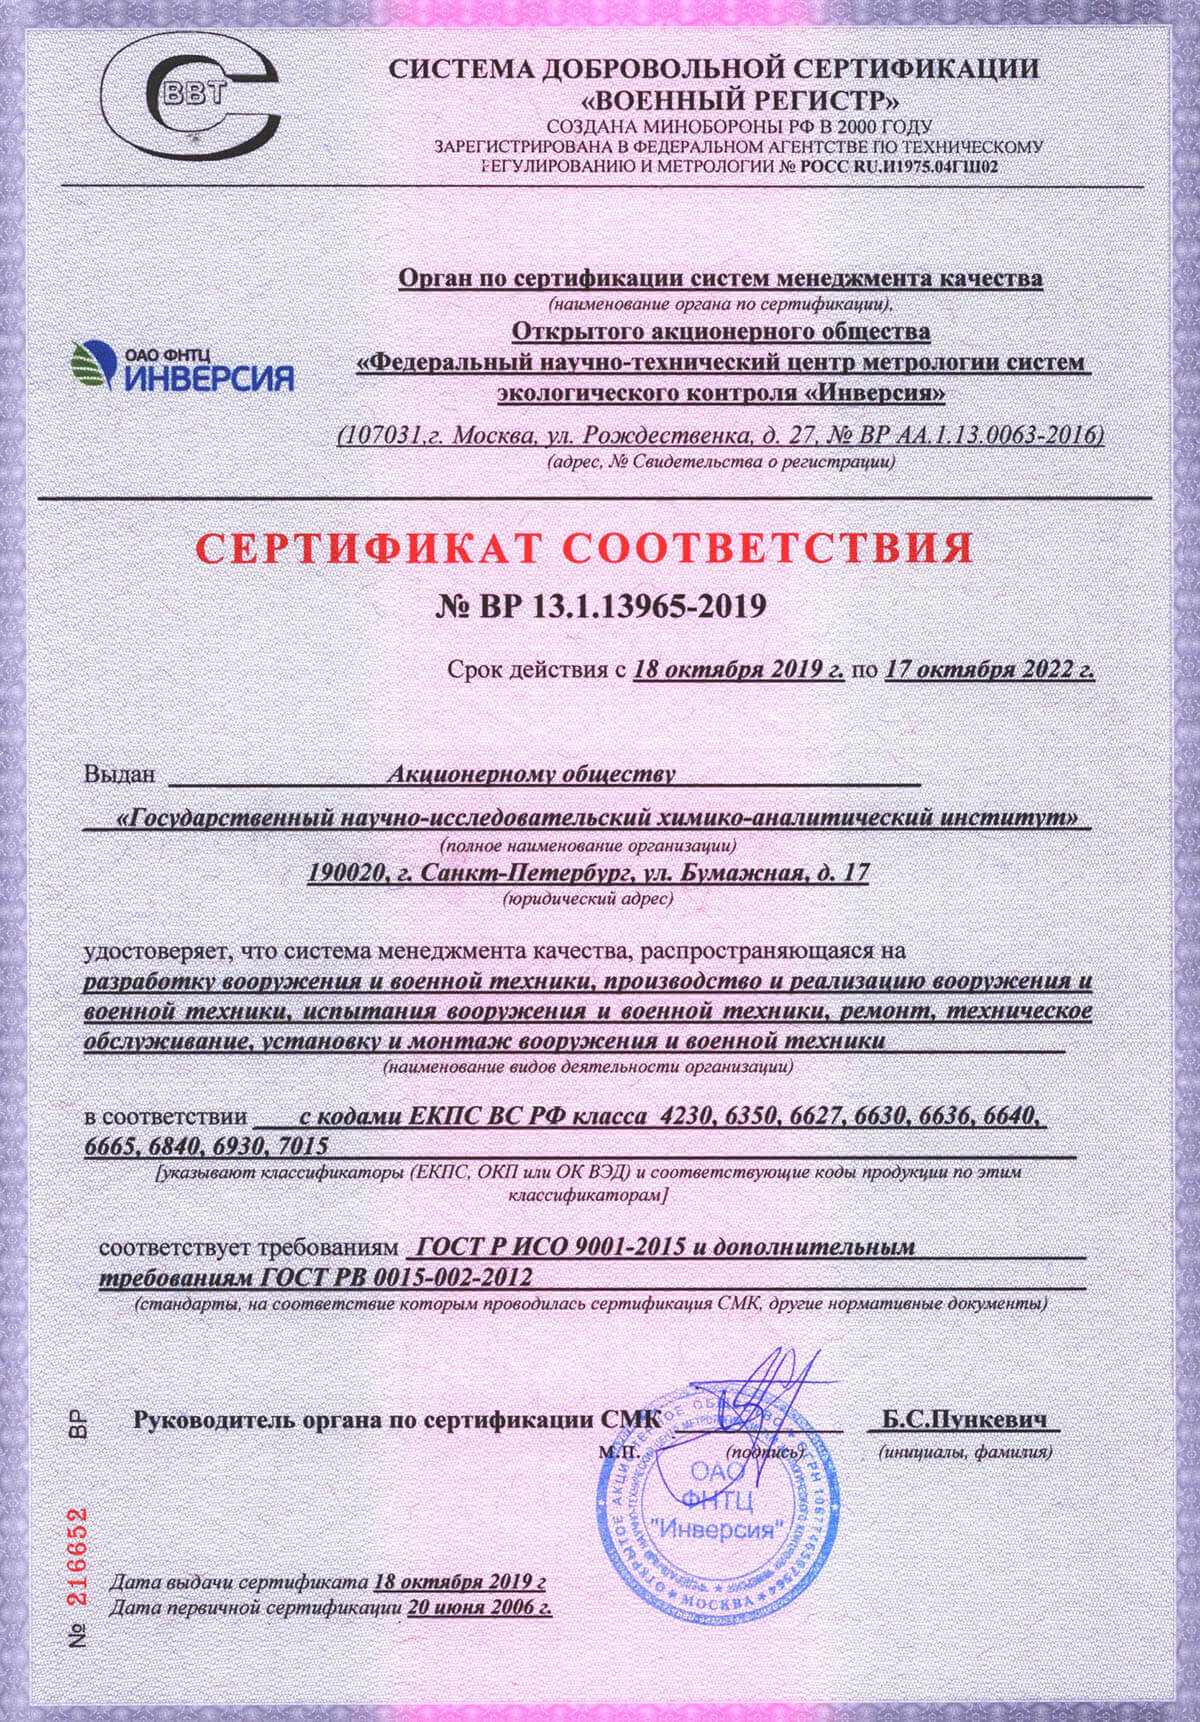 ВВТ
СИСТЕМА ДОБРОВОЛЬНОЙ СЕРТИФИКАЦИИ
«ВОЕННЫЙ РЕГИСТР»
СОЗДАНА МИНОБОРОНЫ РФ В 2000 ГОДУ
ЗАРЕГИСТРИРОВАНА В ФЕДЕРАЛЬНОМ АГЕНТСТВЕ ПО ТЕХНИЧЕСКОМУ
РЕГУЛИРОВАНИЮ И МЕТРОЛОГИИ № РОСС RU.И1975.04ГШ02
Орган по сертификации систем менеджмента качества
(наименование органа по сертификации),
Открытого акционерного общества
«Федеральный научно-технический центр метрологии систем
экологического контроля «Инверсия»
ОАО ФНТЦ
ИНВЕРСИЯ
(107031,г. Москва, ул. Рождественка, д. 27, № ВР АА.1.13.0063-2016)
(адрес, № Свидетельства о регистрации)
СЕРТИФИКАТ СООТВЕТСТВИЯ
№ ВР 13.1.13965-2019
Срок действия с 18 октября 2019 г. по 17 октября 2022 г.
Выдан Акционерному обществу
«Государственный научно-исследовательский химико-аналитический институт»
(полное наименование организации)
190020, г. Санкт-Петербург, ул. Бумажная, д. 17
(юридический адрес)
удостоверяет, что система менеджмента качества, распространяющаяся на
разработку вооружения и военной техники, производство и реализацию вооружения и
военной техники, испытания вооружения и военной техники, ремонт, техническое
обслуживание, установку и монтаж вооружения и военной техники
(наименование видов деятельности организации)
в соответствии с кодами ЕКПС ВС РФ класса 4230, 6350, 6627, 6630, 6636, 6640,
6665, 6840, 6930, 7015
[указывают классификаторы (ЕКПС, ОКП или ОК ВЭД) и соответствующие коды продукции по этим
классификаторам]
соответствует требованиям ГОСТ Р ИСО 9001-2015 и дополнительным
требованиям ГОСТ РВ 0015-002-2012
(стандарты, на соответствие которым проводилась сертификация СМК, другие нормативные документы)
Руководитель органа по сертификации СМК Б.С.Пункевич
М.П. (подпись) (инициалы, фамилия)
ОТКРЫТОЕ АКЦИОНЕРНОЕ ОБЩЕСТВО
МОСКВА
ОАО
ФНТЦ
"Инверсия"
Дата выдачи сертификата 18 октября 2019 г
Дата первичной сертификации 20 июня 2006 г.
№ 216652 ВР